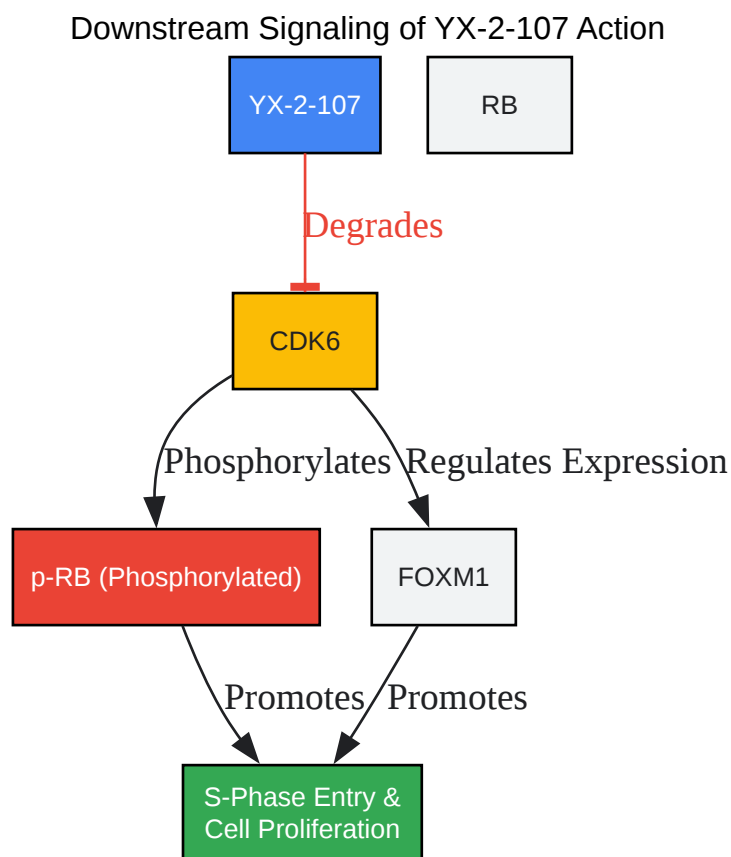 Downstream Signaling of YX-2-107 Action
YX-2-107
RB
Degrades
CDK6
Phosphorylates
Regulates Expression
p-RB (Phosphorylated)
FOXM1
Promotes
Promotes
S-Phase Entry &
Cell Proliferation